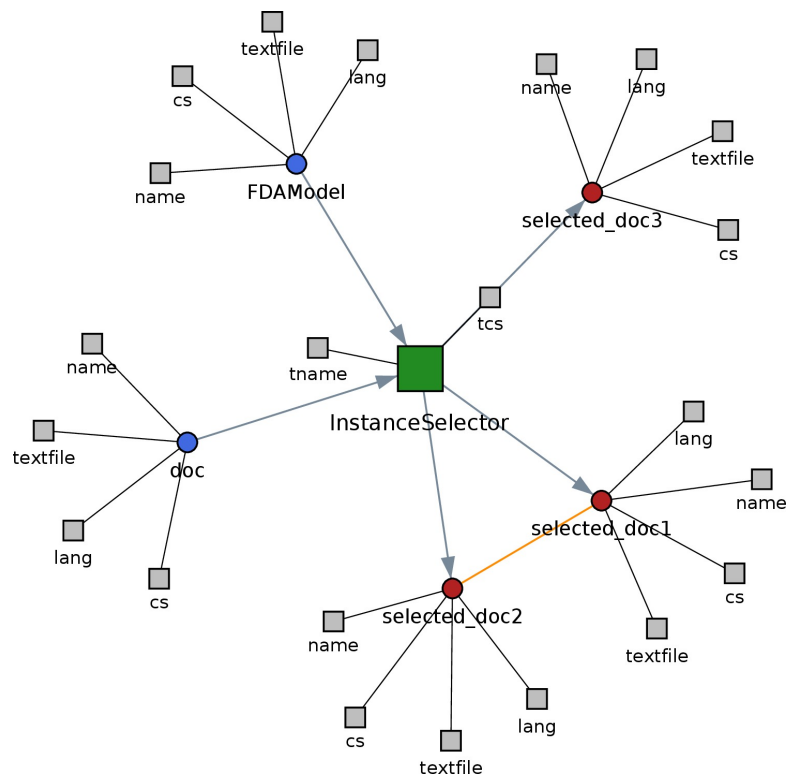 textfile
lang
cs
name
FDAModel
name
lang
textfile
selected_doc3
cs
tcs
tname
InstanceSelector
name
textfile
doc
lang
cs
lang
name
selected_doc1
cs
textfile
selected_doc2
name
cs
textfile
lang